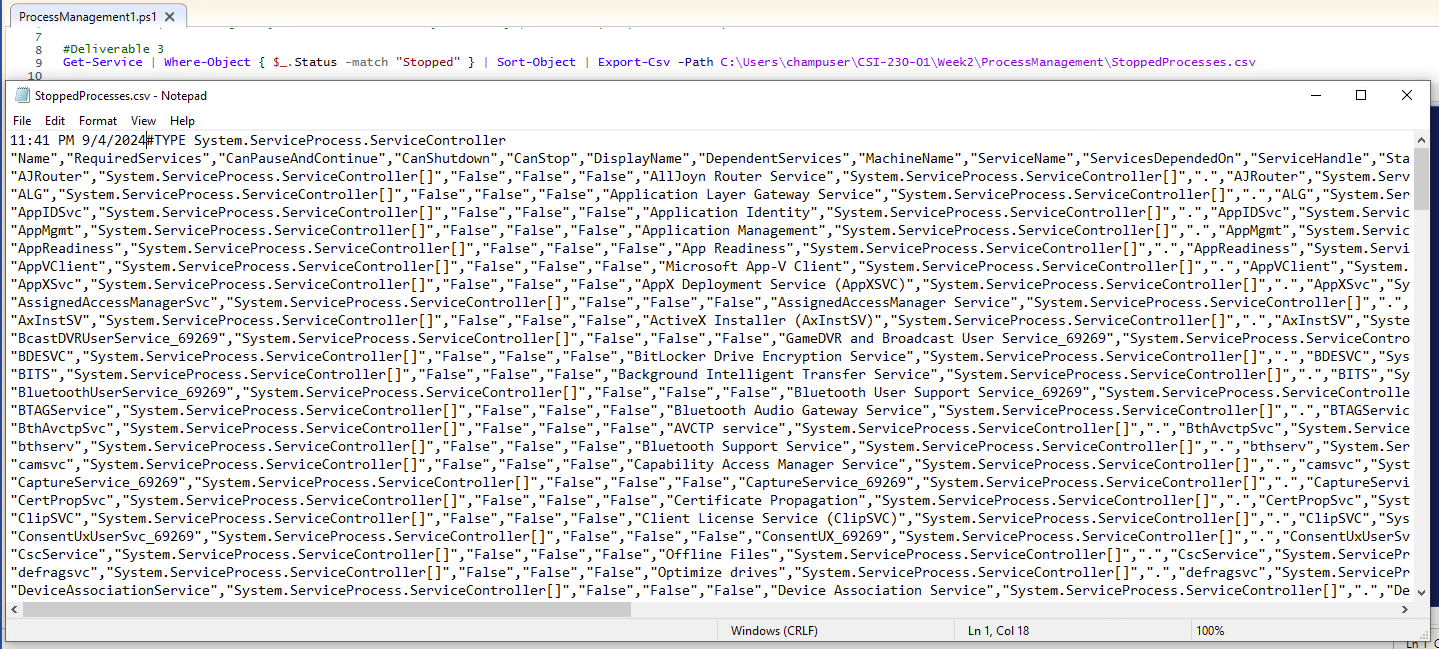 ProcessManagement1.ps1
7
8 #Deliverable 3
9 Get-Service | Where-Object { $_.Status -match "Stopped" } | Sort-Object | Export-Csv -Path C:\Users\champuser\CSI-230-01\Week2\ProcessManagement\StoppedProcesses.csv
10
StoppedProcesses.csv - Notepad
File Edit Format View Help
11:41 PM 9/4/2024#TYPE System.ServiceProcess.ServiceController
"Name","RequiredServices","CanPauseAndContinue","CanShutdown","CanStop","DisplayName","DependentServices","MachineName","ServiceName","ServicesDependedOn","ServiceHandle","Sta
"AJRouter","System.ServiceProcess.ServiceController[]","False","False","False","AllJoyn Router Service","System.ServiceProcess.ServiceController[]",".","AJRouter","System.Serv
"ALG","System.ServiceProcess.ServiceController[]","False","False","False","Application Layer Gateway Service","System.ServiceProcess.ServiceController[]",".","ALG","System.Ser
"AppIDSvc","System.ServiceProcess.ServiceController[]","False","False","False","Application Identity","System.ServiceProcess.ServiceController[]",".","AppIDSvc","System.Servic
"AppMgmt","System.ServiceProcess.ServiceController[]","False","False","False","Application Management","System.ServiceProcess.ServiceController[]",".","AppMgmt","System.Servic
"AppReadiness","System.ServiceProcess.ServiceController[]","False","False","False","App Readiness","System.ServiceProcess.ServiceController[]",".","AppReadiness","System.Servi
"AppVClient","System.ServiceProcess.ServiceController[]","False","False","False","Microsoft App-V Client","System.ServiceProcess.ServiceController[]",".","AppVClient","System.
"AppXSvc","System.ServiceProcess.ServiceController[]","False","False","False","AppX Deployment Service (AppXSVC)","System.ServiceProcess.ServiceController[]",".","AppXSvc","Sy
"AssignedAccessManagerSvc","System.ServiceProcess.ServiceController[]","False","False","False","AssignedAccessManager Service","System.ServiceProcess.ServiceController[]",".",
"AxInstSV","System.ServiceProcess.ServiceController[]","False","False","False","ActiveX Installer (AxInstSV)","System.ServiceProcess.ServiceController[]",".","AxInstSV","Syste
"BcastDVRUserService_69269","System.ServiceProcess.ServiceController[]","False","False","False","GameDVR and Broadcast User Service_69269","System.ServiceProcess.ServiceContro
"BDESVC","System.ServiceProcess.ServiceController[]","False","False","False","BitLocker Drive Encryption Service","System.ServiceProcess.ServiceController[]",".","BDESVC","Sys
"BITS","System.ServiceProcess.ServiceController[]","False","False","False","Background Intelligent Transfer Service","System.ServiceProcess.ServiceController[]",".","BITS","Sy
"BluetoothUserService_69269","System.ServiceProcess.ServiceController[]","False","False","False","Bluetooth User Support Service_69269","System.ServiceProcess.ServiceControlle
"BTAGService","System.ServiceProcess.ServiceController[]","False","False","False","Bluetooth Audio Gateway Service","System.ServiceProcess.ServiceController[]",".","BTAGServic
"BthAvctpSvc","System.ServiceProcess.ServiceController[]","False","False","False","AVCTP service","System.ServiceProcess.ServiceController[]",".","BthAvctpSvc","System.Service
"bthserv","System.ServiceProcess.ServiceController[]","False","False","False","Bluetooth Support Service","System.ServiceProcess.ServiceController[]",".","bthserv","System.Ser
"camsvc","System.ServiceProcess.ServiceController[]","False","False","False","Capability Access Manager Service","System.ServiceProcess.ServiceController[]",".","camsvc","Syst
"CaptureService_69269","System.ServiceProcess.ServiceController[]","False","False","False","CaptureService_69269","System.ServiceProcess.ServiceController[]",".","CaptureServi
"CertPropSvc","System.ServiceProcess.ServiceController[]","False","False","False","Certificate Propagation","System.ServiceProcess.ServiceController[]",".","CertPropSvc","Syst
"ClipSVC","System.ServiceProcess.ServiceController[]","False","False","False","Client License Service (ClipSVC)","System.ServiceProcess.ServiceController[]",".","ClipSVC","Sys
"ConsentUxUserSvc_69269","System.ServiceProcess.ServiceController[]","False","False","False","ConsentUX_69269","System.ServiceProcess.ServiceController[]",".","ConsentUxUserSv
"CscService","System.ServiceProcess.ServiceController[]","False","False","False","Offline Files","System.ServiceProcess.ServiceController[]",".","CscService","System.ServicePr
"defragsvc","System.ServiceProcess.ServiceController[]","False","False","False","Optimize drives","System.ServiceProcess.ServiceController[]",".","defragsvc","System.ServicePr
"DeviceAssociationService","System.ServiceProcess.ServiceController[]","False","False","False","Device Association Service","System.ServiceProcess.ServiceController[]",".","De
Windows (CRLF) Ln 1, Col 18 100%